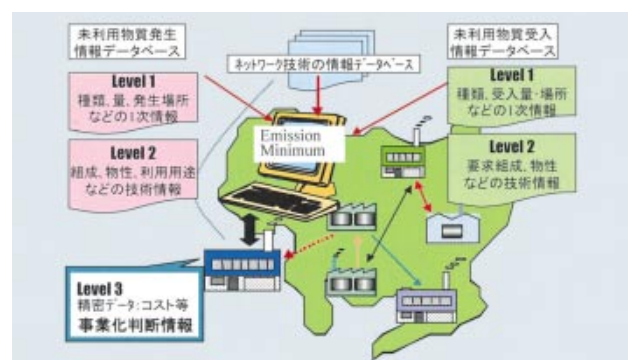 未利用物質発生
情報データベース
Level 1
種類、量、発生場所
などの1次情報
Level 2
組成、物性、利用用途
などの技術情報
ネットワーク技術の情報データベース
Emission
Minimum
未利用物質受入
情報データベース
Level 1
種類、受入量・場所
などの1次情報
Level 2
要求組成、物性
などの技術情報
Level 3
精密データ:コスト等
事業化判断情報